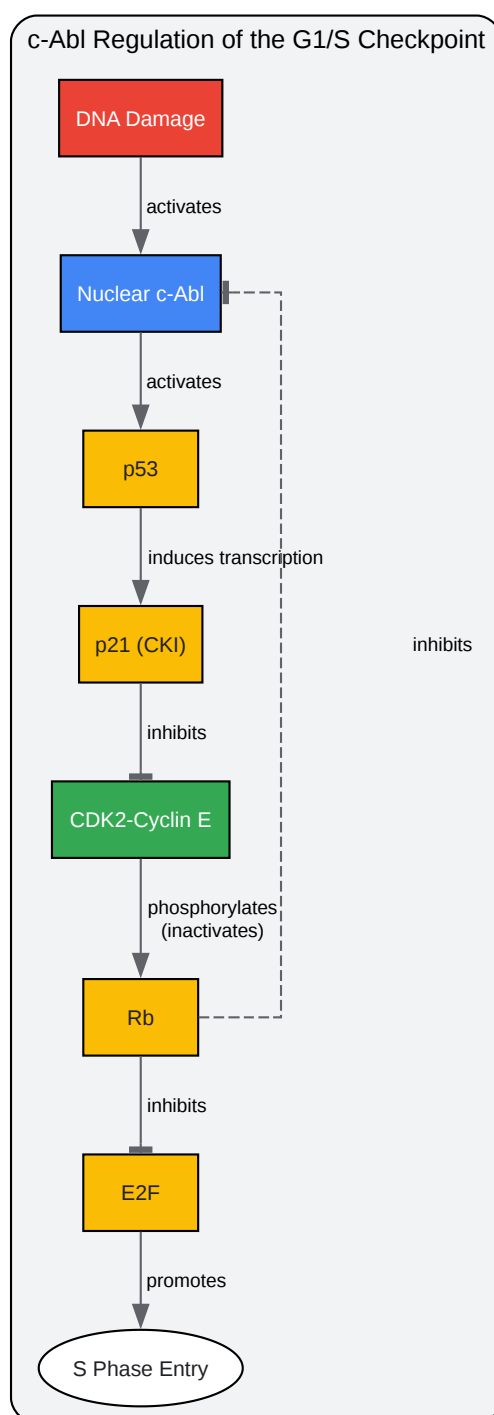 c-Abl Regulation of the G1/S Checkpoint
DNA Damage
activates
Nuclear c-Abl
activates
p53
induces transcription
p21 (CKI)
inhibits
inhibits
CDK2-Cyclin E
phosphorylates
(inactivates)
Rb
inhibits
E2F
promotes
S Phase Entry